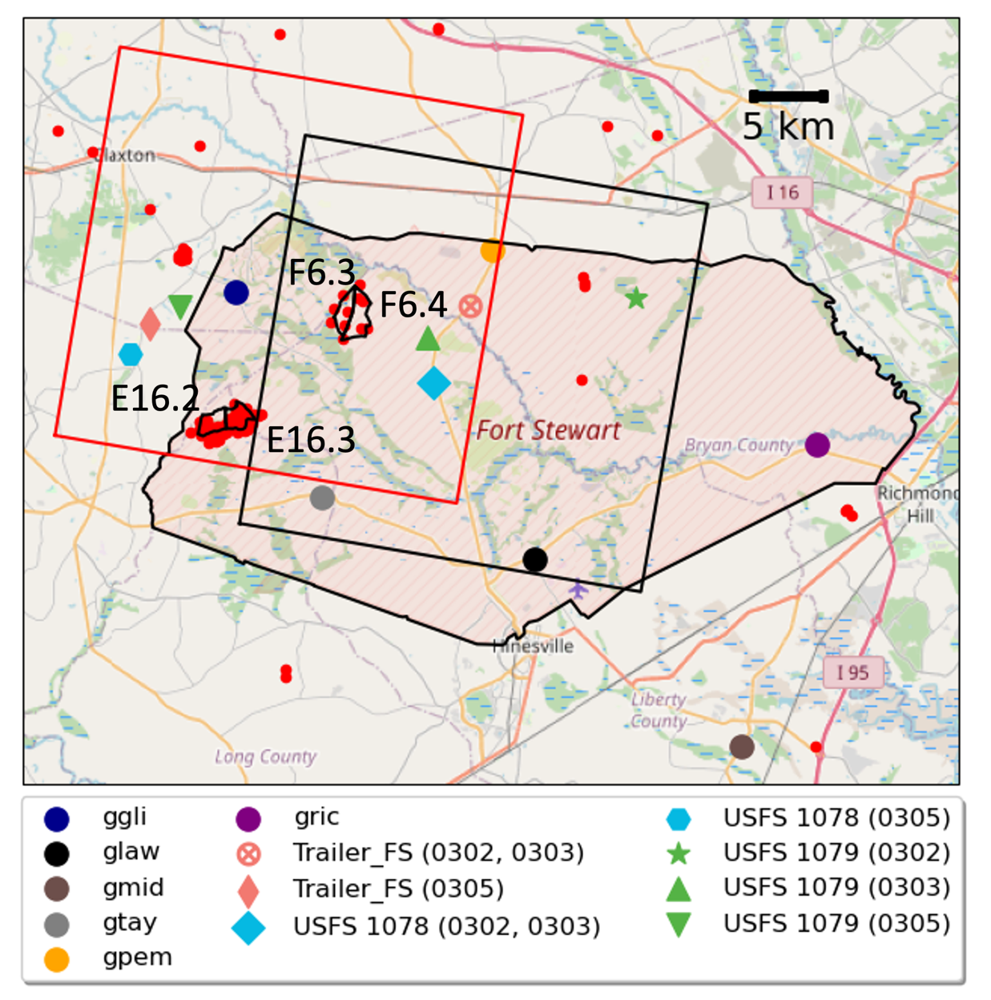 5 km
Claxton
I 16
F6.3
F6.4
E16.2
E16.3
Fort Stewart
Bryan County
Richmond
Hill
Hinesville
I 95
Liberty
County
Long County
ggli
glaw
gmid
gtay
gpem
gric
Trailer_FS (0302, 0303)
Trailer_FS (0305)
USFS 1078 (0302, 0303)
USFS 1078 (0305)
USFS 1079 (0302)
USFS 1079 (0303)
USFS 1079 (0305)